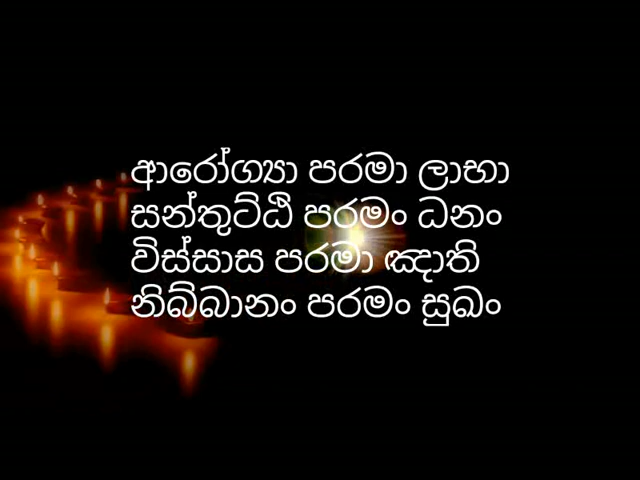 ආරෝග්‍යා පරමා ලාභා
සන්තුට්ඨි පරමං ධනං
විස්සාස පරමා ඤාති
නිබ්බානං පරමං සුඛං